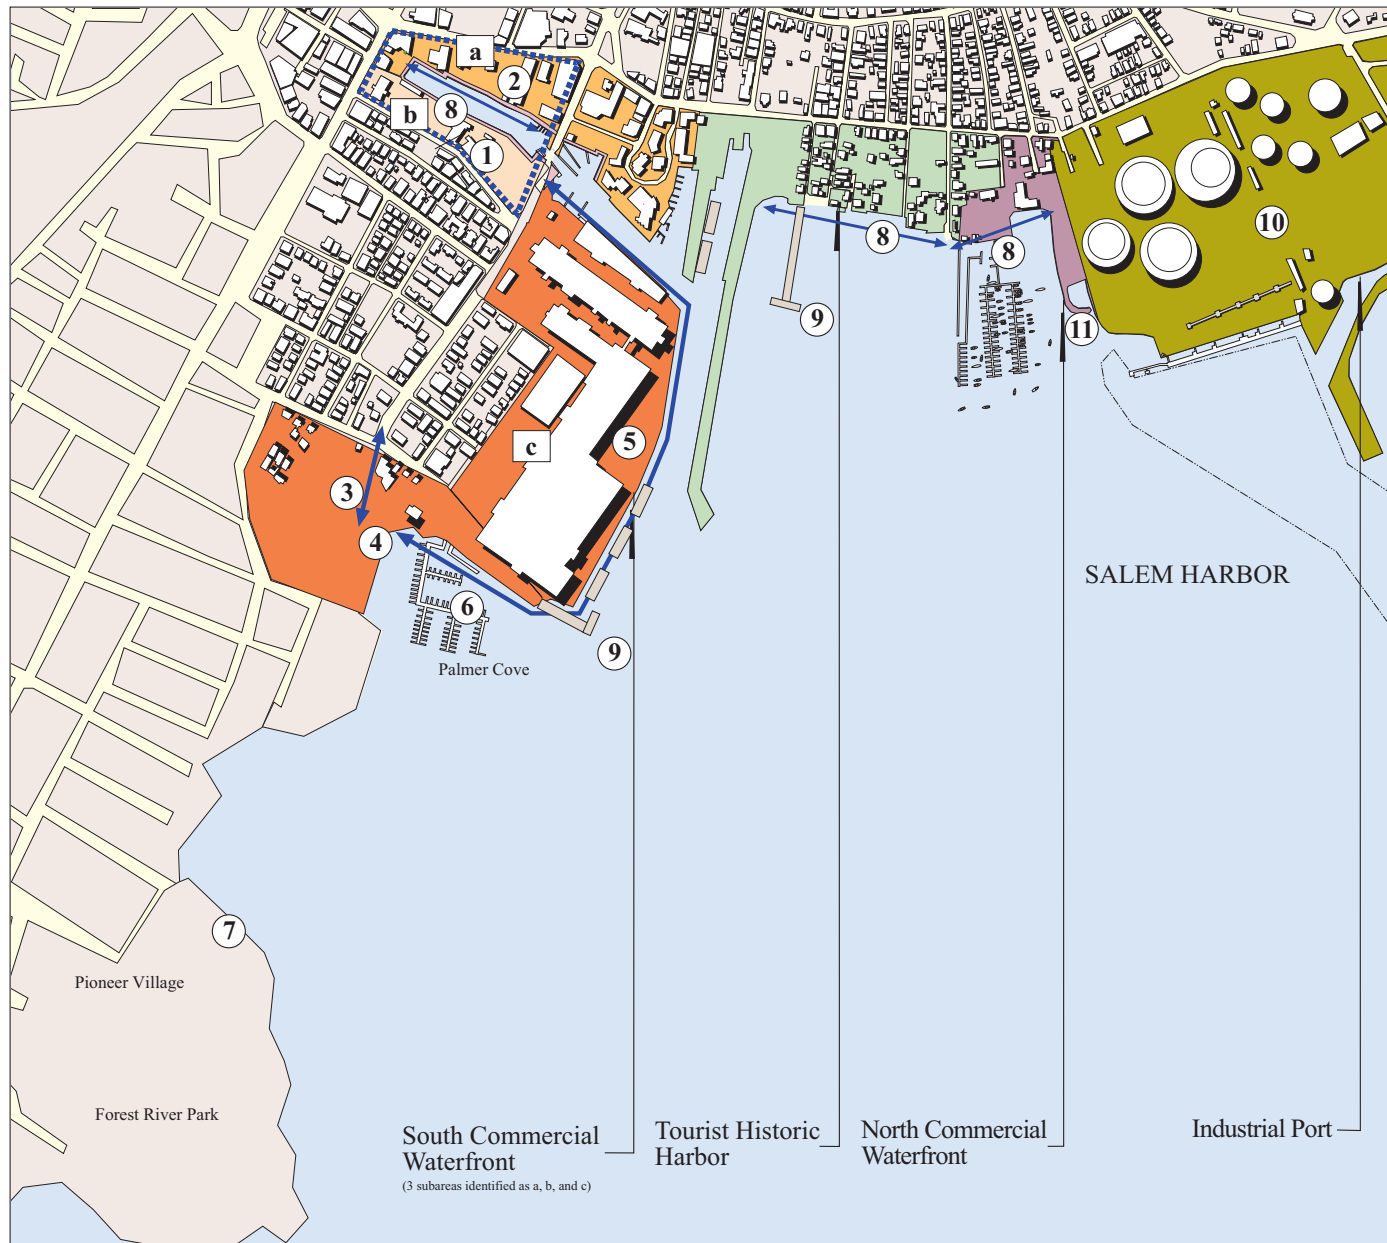 a
2
b
8
1
8
8
10
9
11
c
5
3
4
SALEM HARBOR
6
9
Palmer Cove
7
Pioneer Village
Forest River Park
South Commercial
Waterfront
(3 subareas identified as a, b, and c)
Tourist Historic
Harbor
North Commercial
Waterfront
Industrial Port